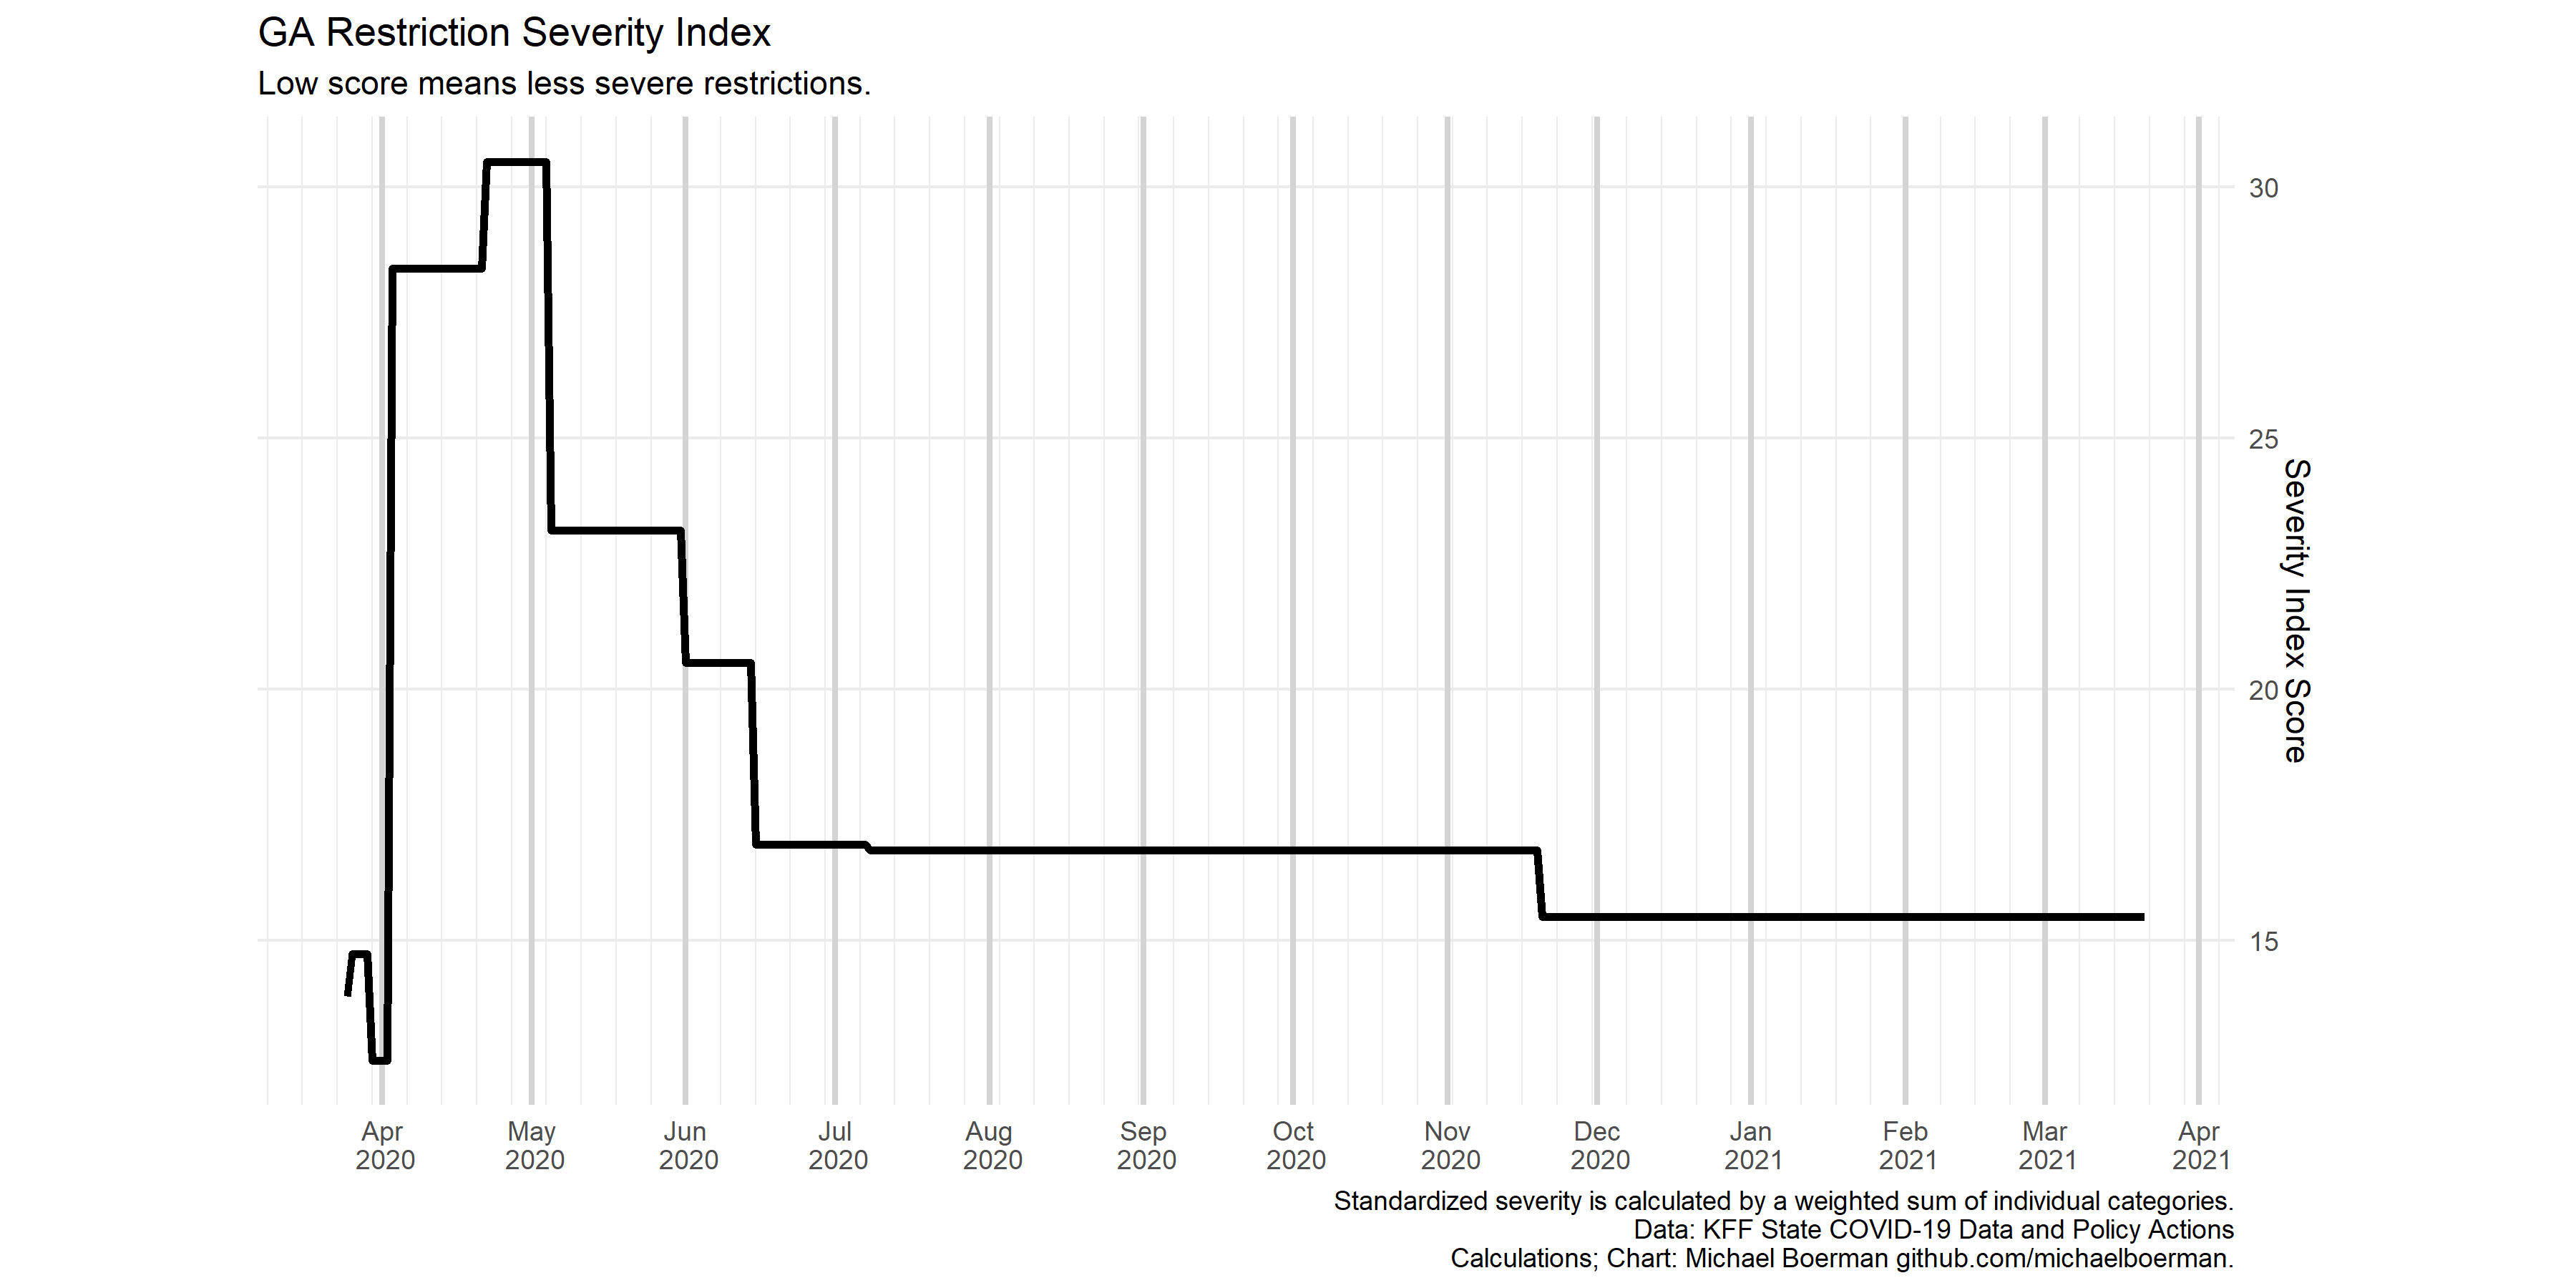 GA Restriction Severity Index
Low score means less severe restrictions.
30
25
20
15
Severity Index Score
Apr 2020
May 2020
Jun 2020
Jul 2020
Aug 2020
Sep 2020
Oct 2020
Nov 2020
Dec 2020
Jan 2021
Feb 2021
Mar 2021
Apr 2021
Standardized severity is calculated by a weighted sum of individual categories.
Data: KFF State COVID-19 Data and Policy Actions
Calculations; Chart: Michael Boerman github.com/michaelboerman.